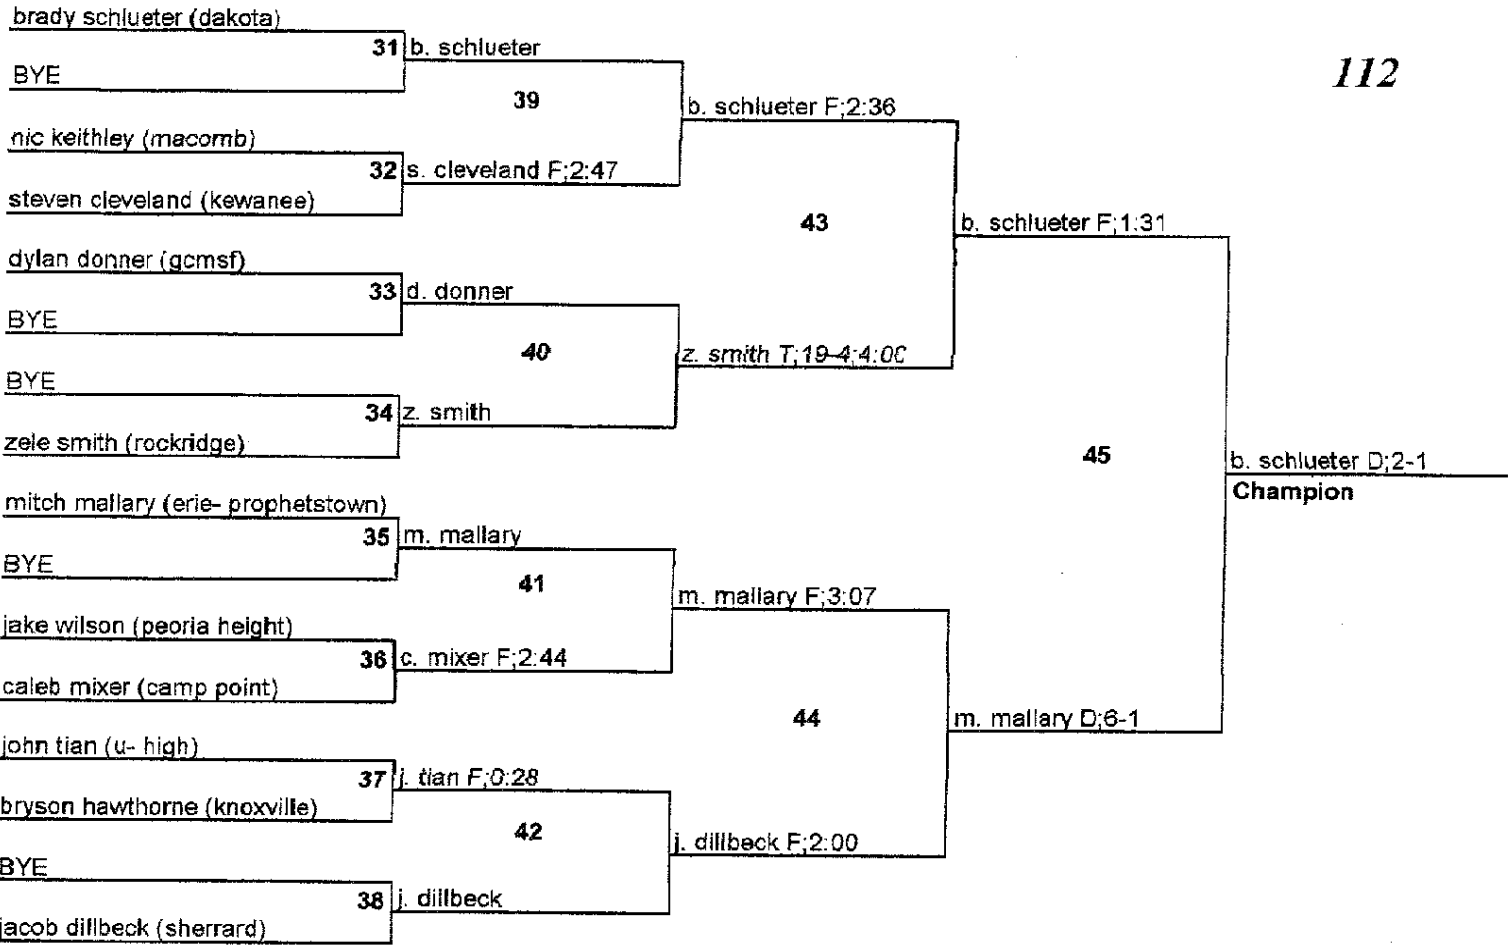 brady schlueter (dakota)
31 b. schlueter
BYE
112
39
b. schlueter F;2:36
nic keithley (macomb)
32 s. cleveland F;2:47
steven cleveland (kewanee)
43
b. schlueter F;1:31
dylan donner (gcmsf)
33 d. donner
BYE
40
z. smith T;19-4;4:00
BYE
34 z. smith
zele smith (rockridge)
45
b. schlueter D;2-1
Champion
mitch mallary (erie- prophetstown)
35 m. mallary
BYE
41
m. mallary F;3:07
jake wilson (peoria height)
36 c. mixer F;2:44
caleb mixer (camp point)
44
m. mallary D;6-1
john tian (u- high)
37 j. tian F;0:28
bryson hawthorne (knoxville)
42
j. dillbeck F;2:00
BYE
38 j. dillbeck
jacob dillbeck (sherrard)